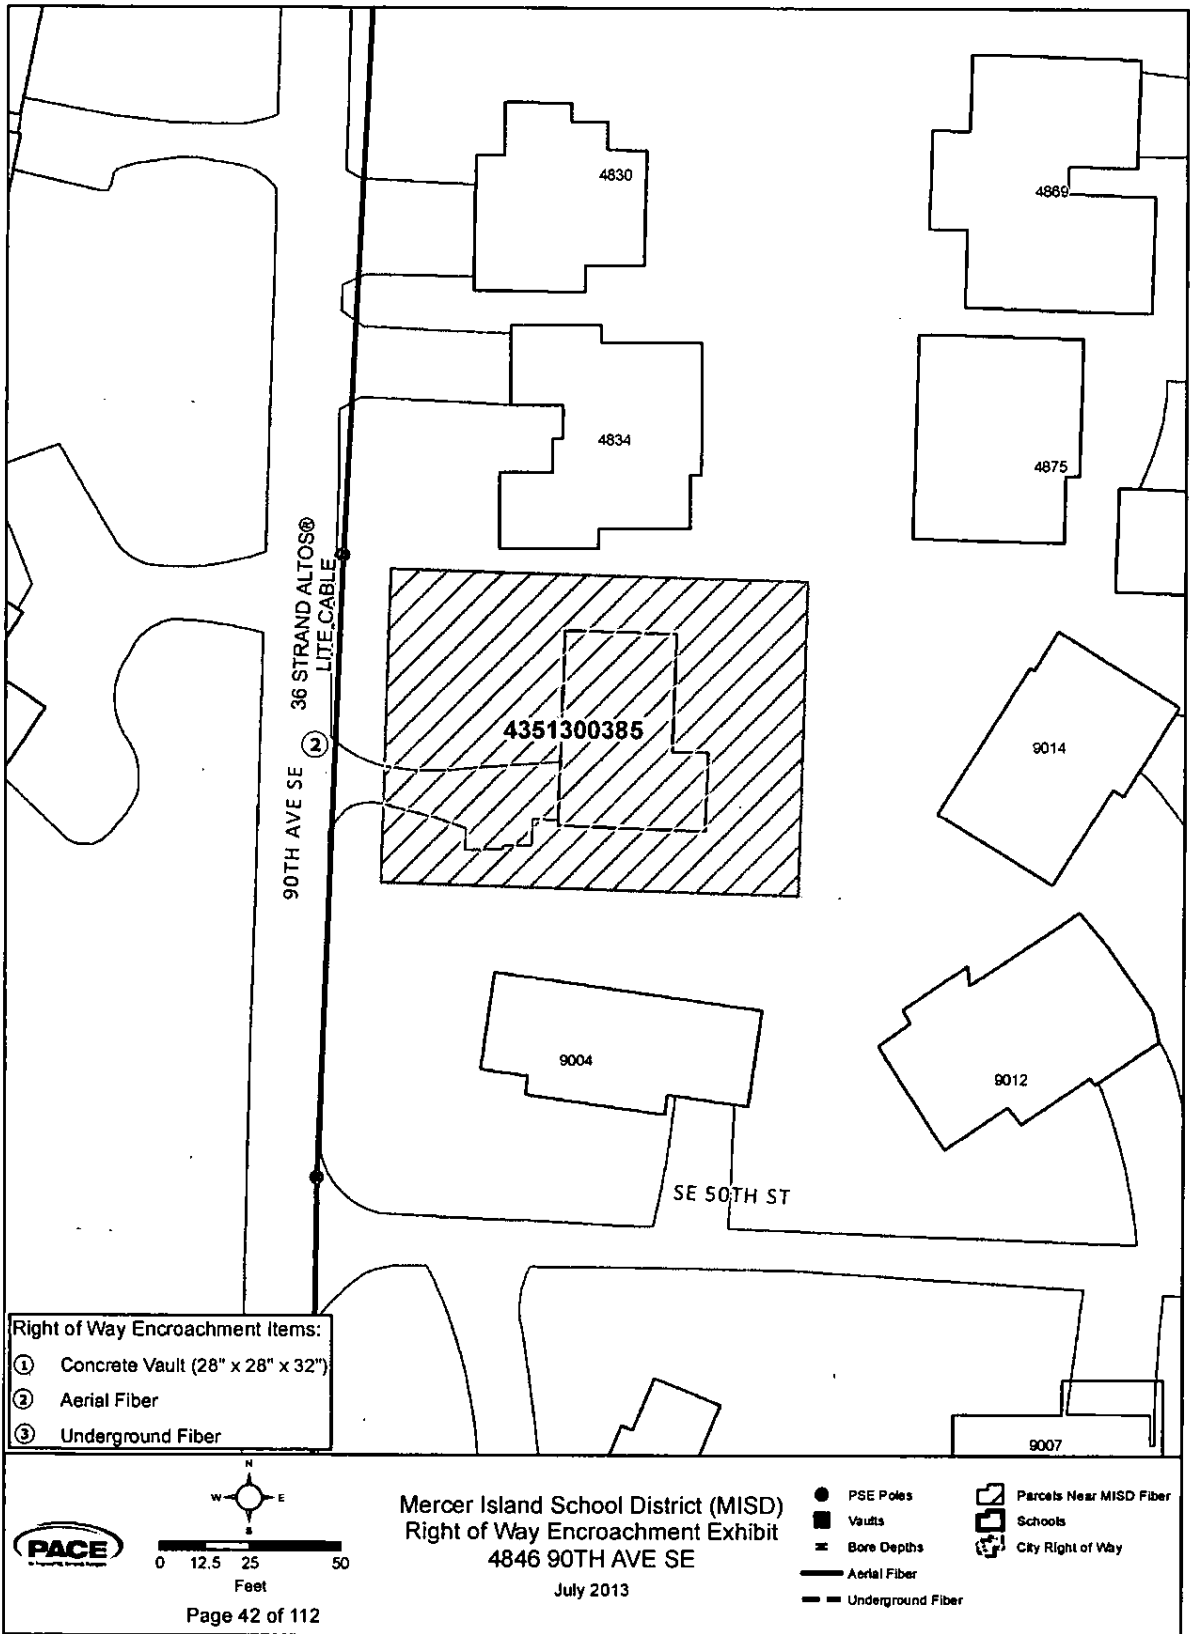 4830
4869
4834
4875
36 STRAND ALTOS®
LITE CABLE
4351300385
②
90TH AVE SE
9014
9004
9012
SE 50TH ST
9007
Right of Way Encroachment Items:
① Concrete Vault (28" x 28" x 32")
② Aerial Fiber
③ Underground Fiber
PACE
N
W E
S
0 12.5 25 50
Feet
Page 42 of 112
Mercer Island School District (MISD)
Right of Way Encroachment Exhibit
4846 90TH AVE SE
July 2013
PSE Poles
Vaults
Bore Depths
Aerial Fiber
Underground Fiber
Parcels Near MISD Fiber
Schools
City Right of Way